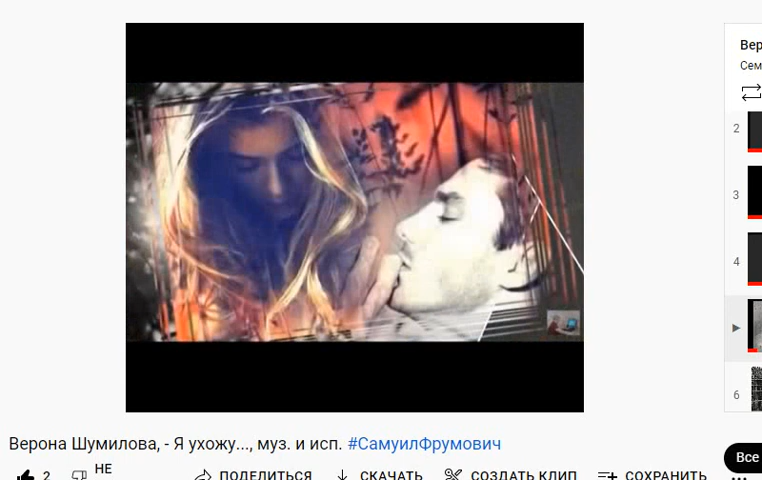 Вер
Сем
2
3
4
6
Верона Шумилова, - Я ухожу..., муз. и исп. #СамуилФрумович
Все
2 НЕ ПОДЕЛИТЬСЯ СКАЧАТЬ СОЗДАТЬ КЛИП СОХРАНИТЬ